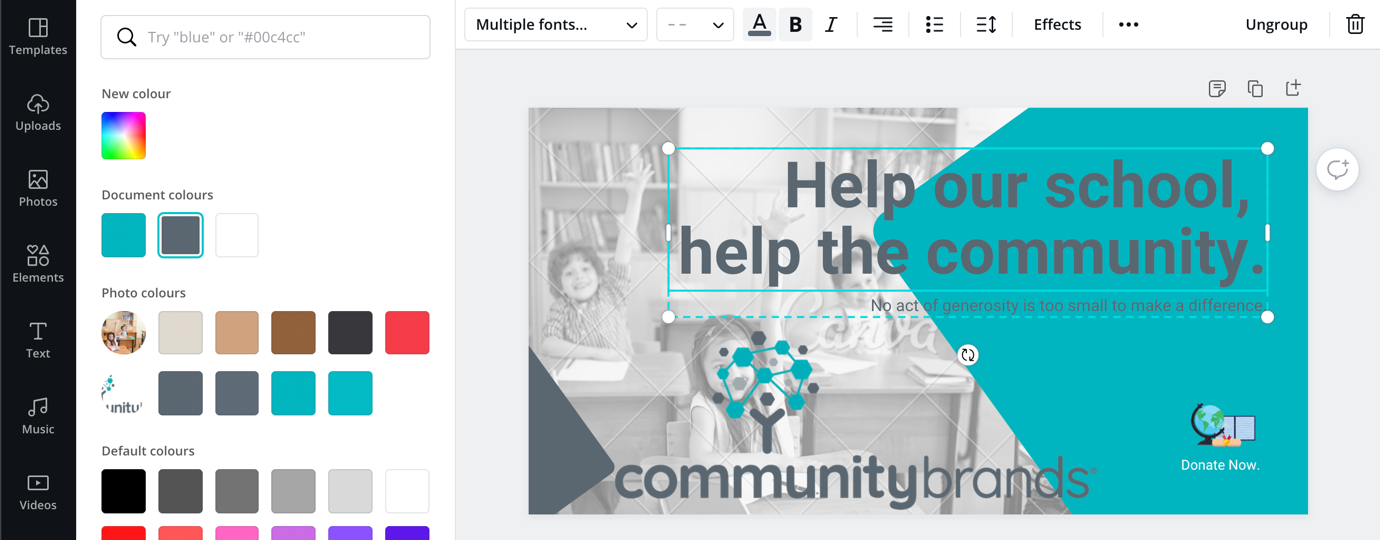 Templates
Uploads
Photos
Elements
Text
Music
Videos
Try "blue" or "#00c4cc"
New colour
Document colours
Photo colours
unity
Default colours
Multiple fonts...
––
A
B
I
Effects
Ungroup
Help our school,
help the community.
No act of generosity is too small to make a difference.
Canva
communitybrands®
Donate Now.